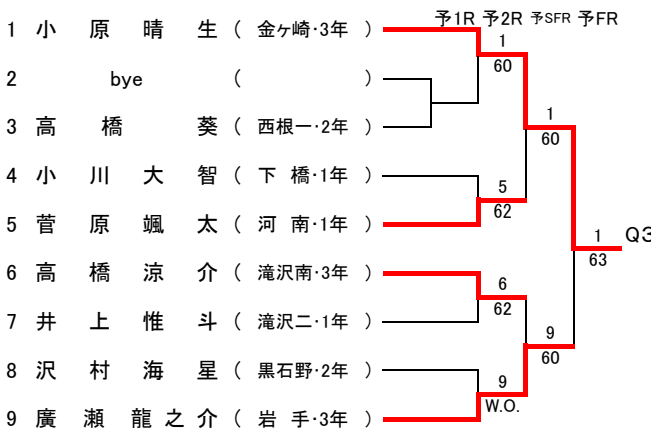 予1R 予2R 予SFR 予FR
1 小原晴生 ( 金ヶ崎・3年 )
1
60
2 bye ( )
1
60
3 高橋葵 ( 西根一・2年 )
4 小川大智 ( 下橋・1年 )
5
62
5 菅原颯太 ( 河南・1年 )
1 Q3
63
6 高橋涼介 ( 滝沢南・3年 )
6
62
7 井上惟斗 ( 滝沢二・1年 )
9
60
8 沢村海星 ( 黒石野・2年 )
9
W.O.
9 廣瀬龍之介 ( 岩手・3年 )